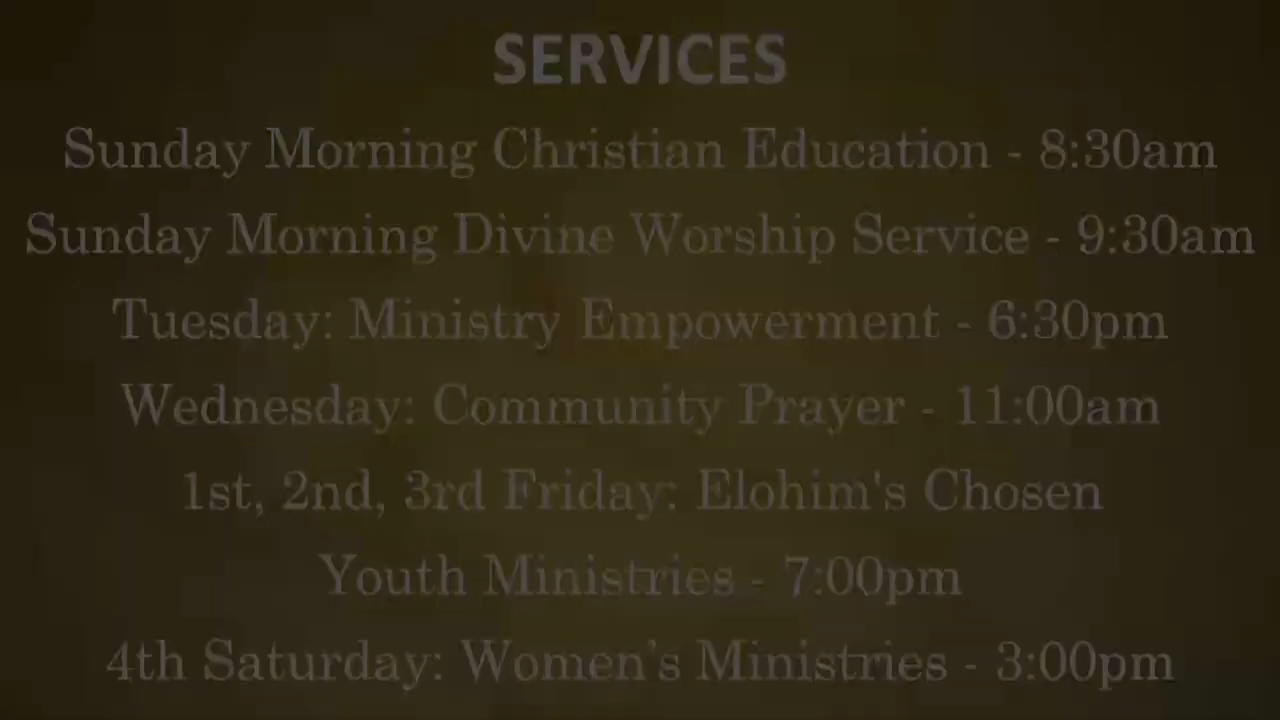 SERVICES
Sunday Morning Christian Education - 8:30am
Sunday Morning Divine Worship Service - 9:30am
Tuesday: Ministry Empowerment - 6:30pm
Wednesday: Community Prayer - 11:00am
1st, 2nd, 3rd Friday: Elohim's Chosen
Youth Ministries - 7:00pm
4th Saturday: Women's Ministries - 3:00pm